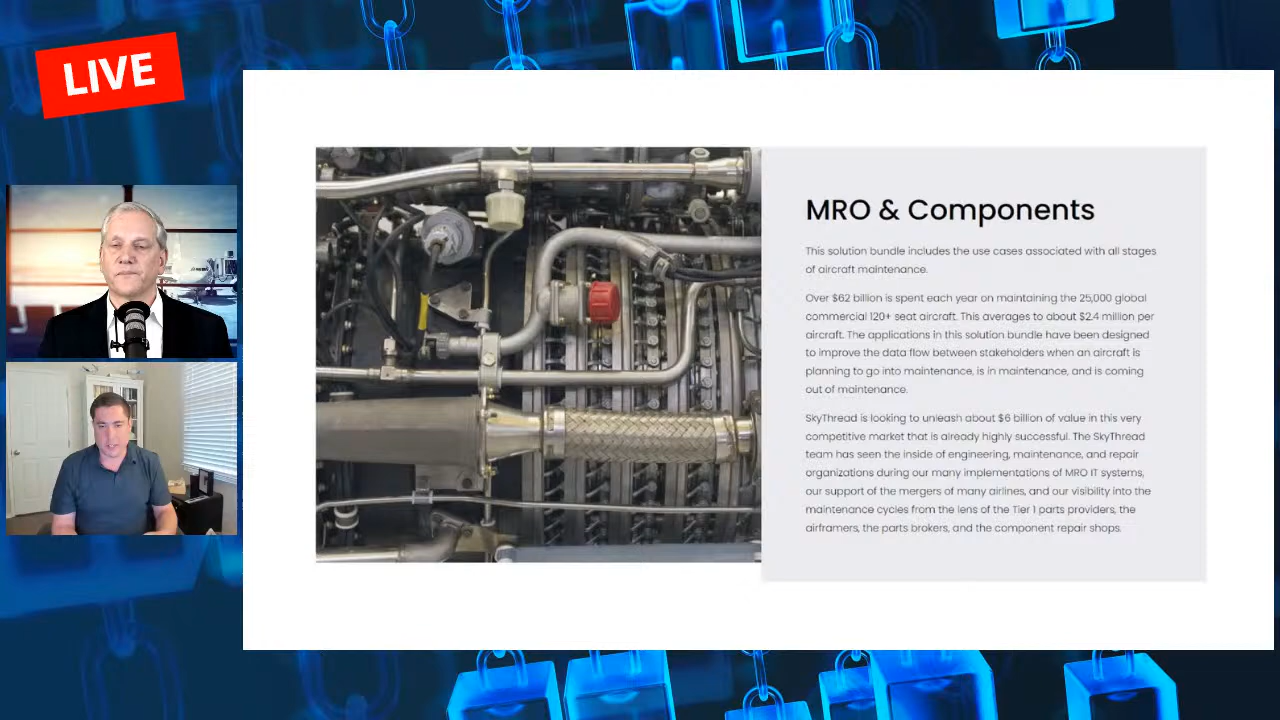 LIVE
MRO & Components
This solution bundle includes the use cases associated with all stages
of aircraft maintenance.
Over $62 billion is spent each year on maintaining the 25,000 global
commercial 120+ seat aircraft. This averages to about $2.4 million per
aircraft. The applications in this solution bundle have been designed
to improve the data flow between stakeholders when an aircraft is
planning to go into maintenance, is in maintenance, and is coming
out of maintenance.
SkyThread is looking to unleash about $6 billion of value in this very
competitive market that is already highly successful. The SkyThread
team has seen the inside of engineering, maintenance, and repair
organizations during our many implementations of MRO IT systems,
our support of the mergers of many airlines, and our visibility into the
maintenance cycles from the lens of the Tier 1 parts providers, the
airframers, the parts brokers, and the component repair shops.